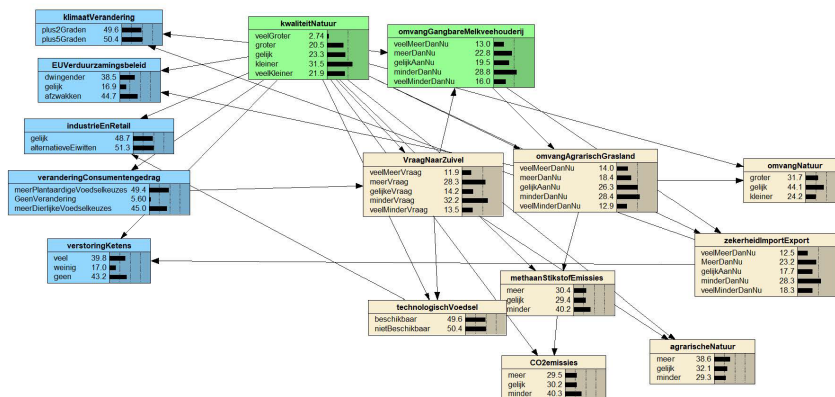 klimaatVerandering
plus2Graden 49.6
plus5Graden 50.4
kwaliteitNatuur
veelGroter 2.74
groter 20.5
gelijk 23.3
kleiner 31.5
veelKleiner 21.9
omvangGangbareMelkveehouderij
veelMeerDanNu 13.0
meerDanNu 22.8
gelijkAanNu 19.5
minderDanNu 28.8
veelMinderDanNu 16.0
EUVerduurzamingsbeleid
dwingender 38.5
gelijk 16.9
afzwakken 44.7
industrieEnRetail
gelijk 48.7
alternatieveEiwitten 51.3
veranderingConsumentengedrag
meerPlantaardigeVoedselkeuzes 49.4
GeenVerandering 5.60
meerDierlijkeVoedselkeuzes 45.0
VraagNaarZuivel
veelMeerVraag 11.9
meerVraag 28.3
gelijkeVraag 14.2
minderVraag 32.2
veelMinderVraag 13.5
omvangAgrarischGrasland
veelMeerDanNu 14.0
meerDanNu 18.4
gelijkAanNu 26.3
minderDanNu 28.4
veelMinderDanNu 12.9
omvangNatuur
groter 31.7
gelijk 44.1
kleiner 24.2
verstoringKetens
veel 39.8
weinig 17.0
geen 43.2
zekerheidImportExport
veelMeerDanNu 12.5
MeerDanNu 23.2
gelijkAanNu 17.7
minderDanNu 28.3
veelMinderDanNu 18.3
methaanStikstofEmissies
meer 30.4
gelijk 29.4
minder 40.2
technologischVoedsel
beschikbaar 49.6
nietBeschikbaar 50.4
agrarischeNatuur
meer 38.6
gelijk 32.1
minder 29.3
CO2emissies
meer 29.5
gelijk 30.2
minder 40.3